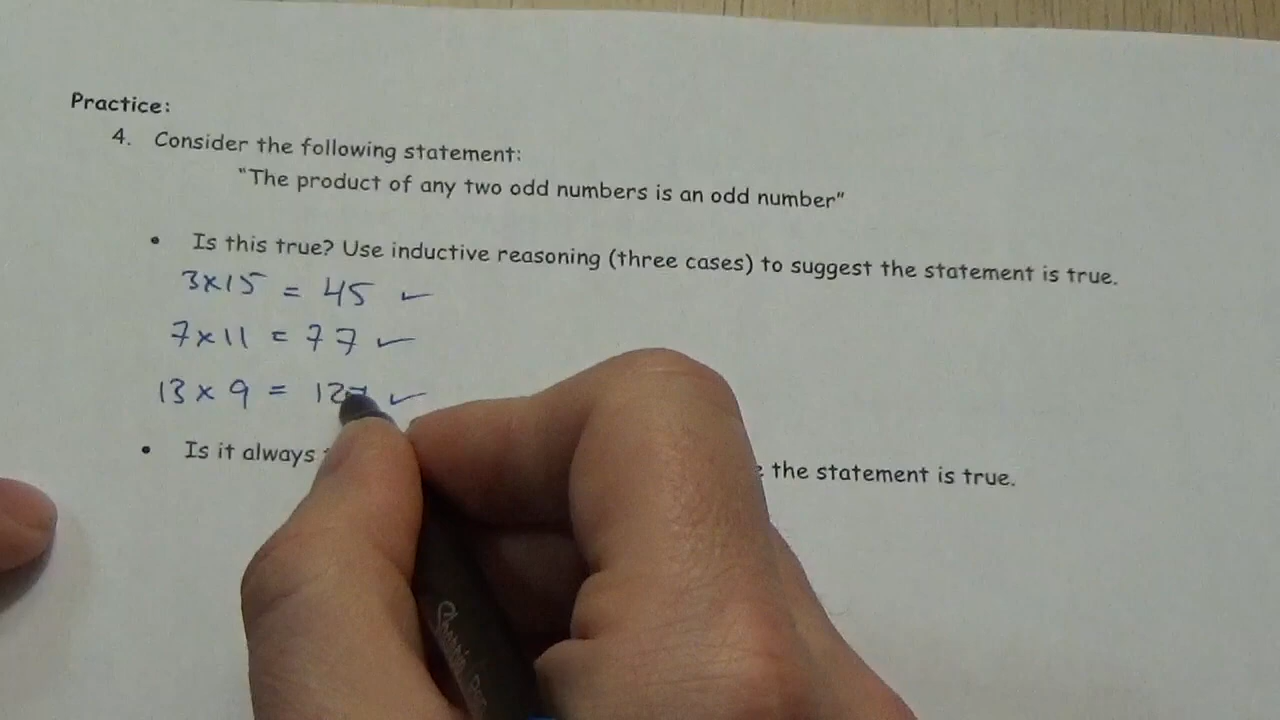 Practice:
4. Consider the following statement:
"The product of any two odd numbers is an odd number"
• Is this true? Use inductive reasoning (three cases) to suggest the statement is true.
3x15 = 45 ✓
7x11 = 77 ✓
13 x 9 = 127 ✓
• Is it always the statement is true.
Sharpie